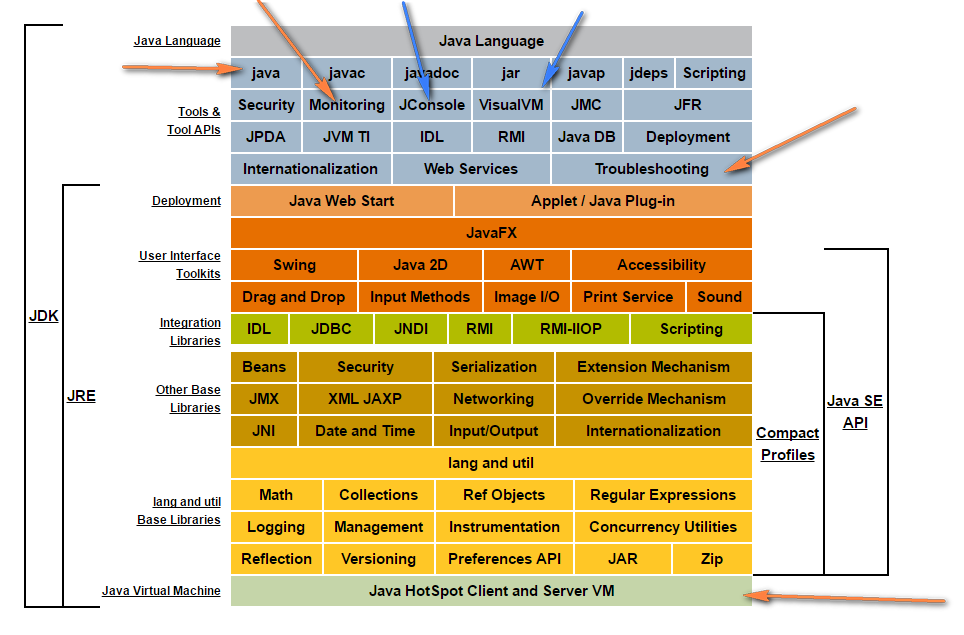 Java Language
Java Language
java javac javadoc jar javap jdeps Scripting
Tools &
Tool APIs
Security Monitoring JConsole VisualVM JMC JFR
JPDA JVM TI IDL RMI Java DB Deployment
Internationalization Web Services Troubleshooting
Deployment
Java Web Start Applet / Java Plug-in
JavaFX
User Interface
Toolkits
Swing Java 2D AWT Accessibility
Drag and Drop Input Methods Image I/O Print Service Sound
Integration
Libraries
IDL JDBC JNDI RMI RMI-IIOP Scripting
JDK
JRE
Other Base
Libraries
Beans Security Serialization Extension Mechanism
JMX XML JAXP Networking Override Mechanism
JNI Date and Time Input/Output Internationalization
Java SE
API
Compact
Profiles
lang and util
lang and util
Base Libraries
Math Collections Ref Objects Regular Expressions
Logging Management Instrumentation Concurrency Utilities
Reflection Versioning Preferences API JAR Zip
Java Virtual Machine
Java HotSpot Client and Server VM